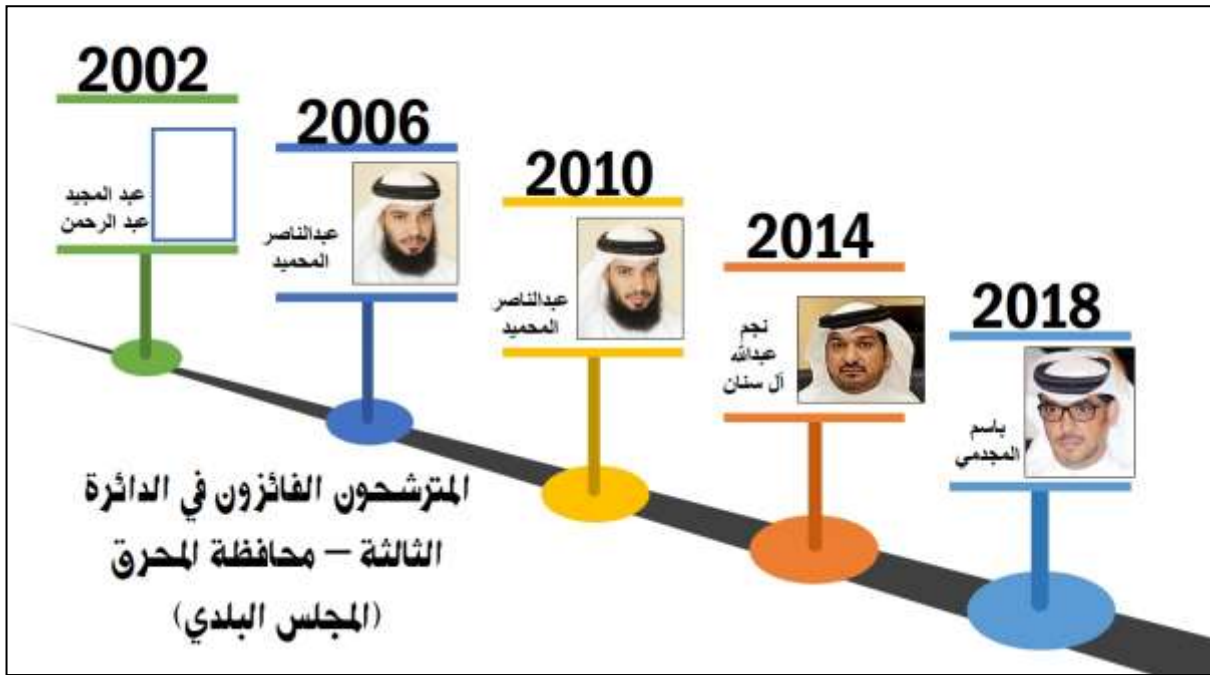 2002
عبد المجيد
عبد الرحمن
2006
عبدالناصر
المحميد
2010
عبدالناصر
المحميد
2014
نجم
عبدالله
آل سنان
2018
باسم
المجدمي
المترشحون الفائزون في الدائرة
الثالثة – محافظة المحرق
(المجلس البلدي)